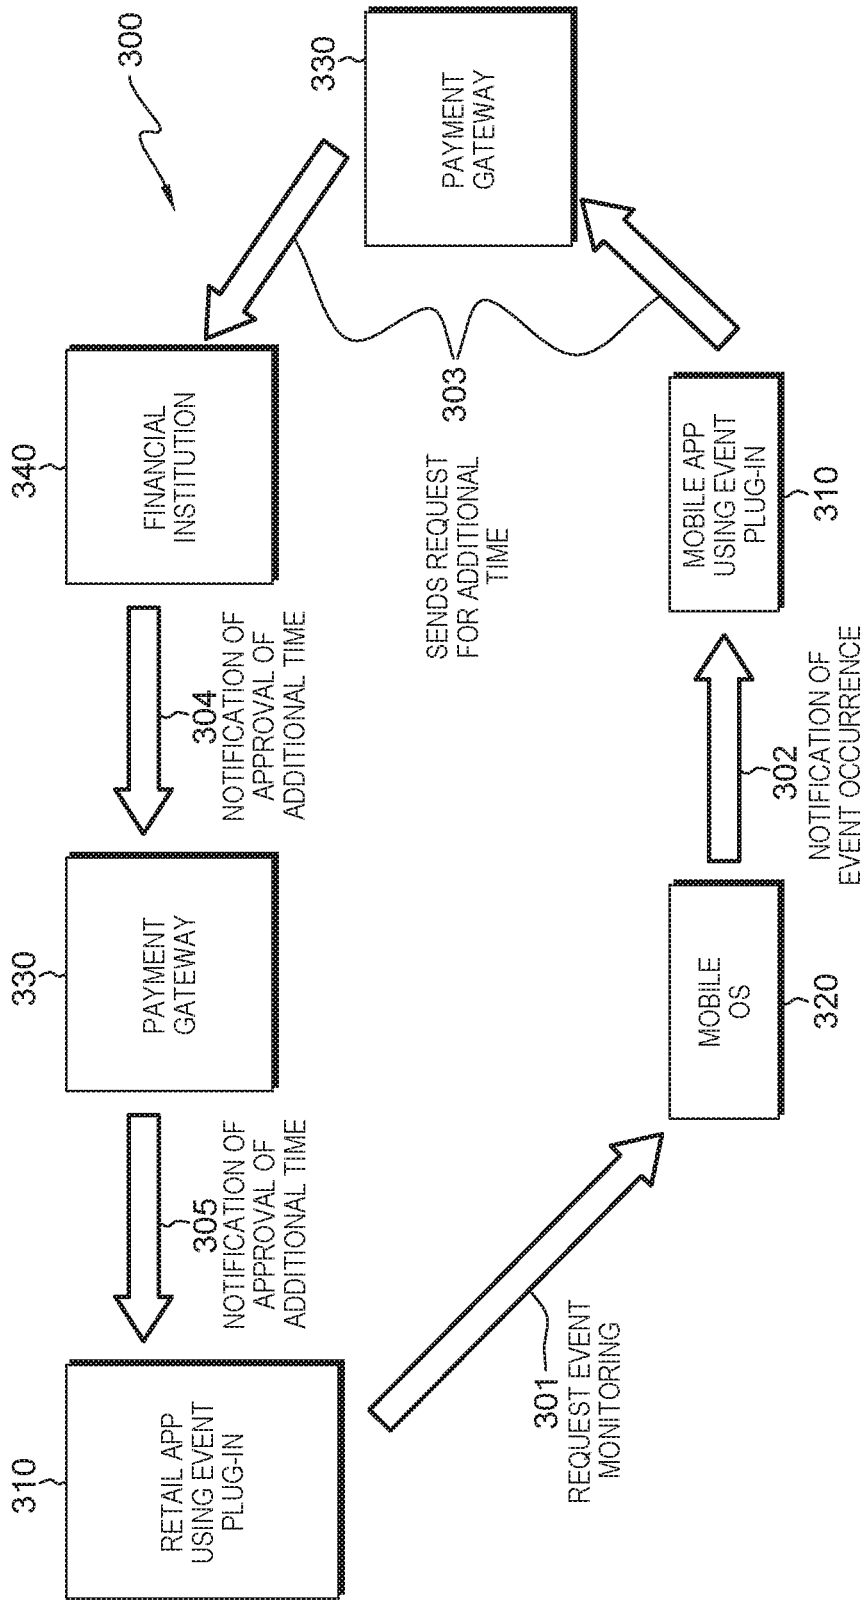 300
310
RETAIL APP
USING EVENT
PLUG-IN
305
NOTIFICATION OF
APPROVAL OF
ADDITIONAL TIME
330
PAYMENT
GATEWAY
304
NOTIFICATION OF
APPROVAL OF
ADDITIONAL TIME
340
FINANCIAL
INSTITUTION
330
PAYMENT
GATEWAY
303
SENDS REQUEST
FOR ADDITIONAL
TIME
301
REQUEST EVENT
MONITORING
MOBILE
OS
320
302
NOTIFICATION OF
EVENT OCCURRENCE
MOBILE APP
USING EVENT
PLUG-IN
310